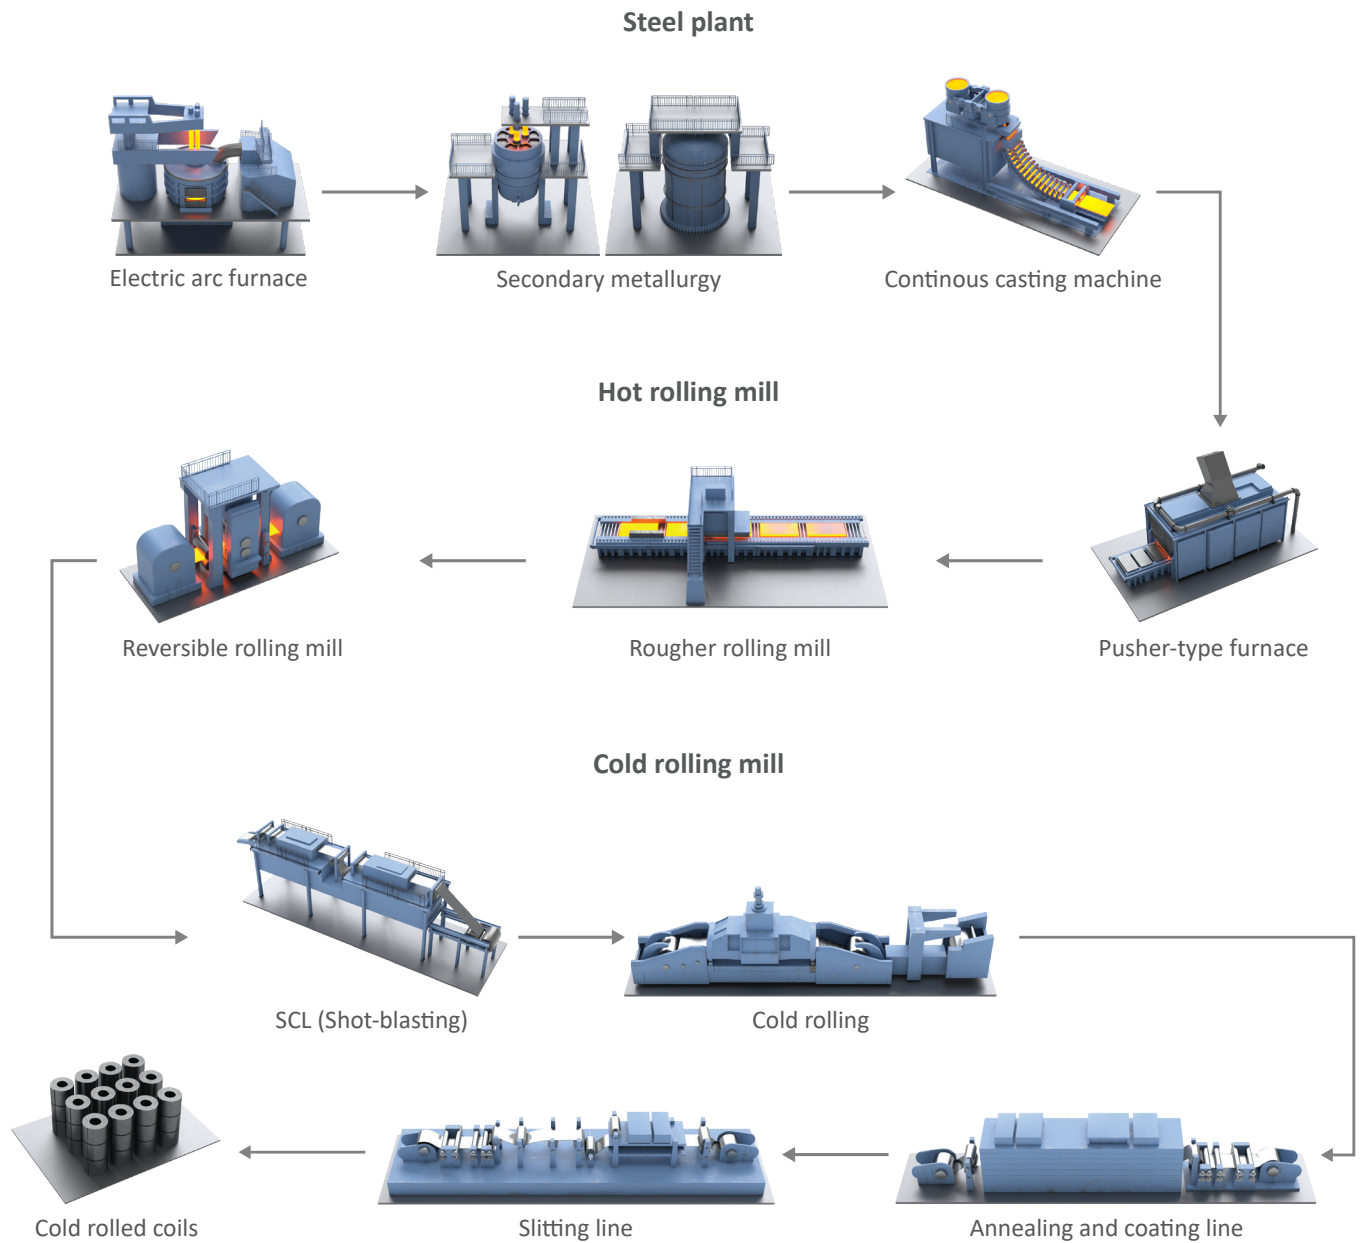 Steel plant
Electric arc furnace
Secondary metallurgy
Continous casting machine
Hot rolling mill
Reversible rolling mill
Rougher rolling mill
Pusher-type furnace
Cold rolling mill
SCL (Shot-blasting)
Cold rolling
Cold rolled coils
Slitting line
Annealing and coating line